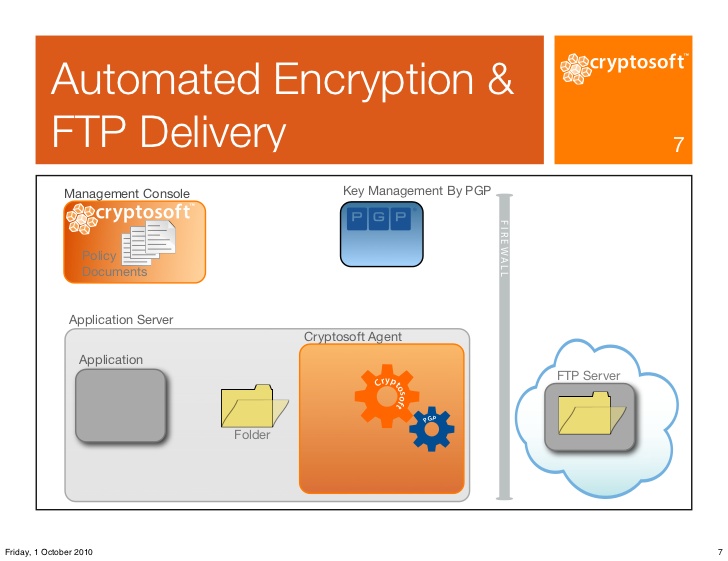 Automated Encryption &
FTP Delivery
cryptosoft™
7
Management Console
cryptosoft™
Policy
Documents
Key Management By PGP
PGP
FIREWALL
Application Server
Application
Folder
Cryptosoft Agent
Cryptosoft
PGP
FTP Server
Friday, 1 October 2010
7